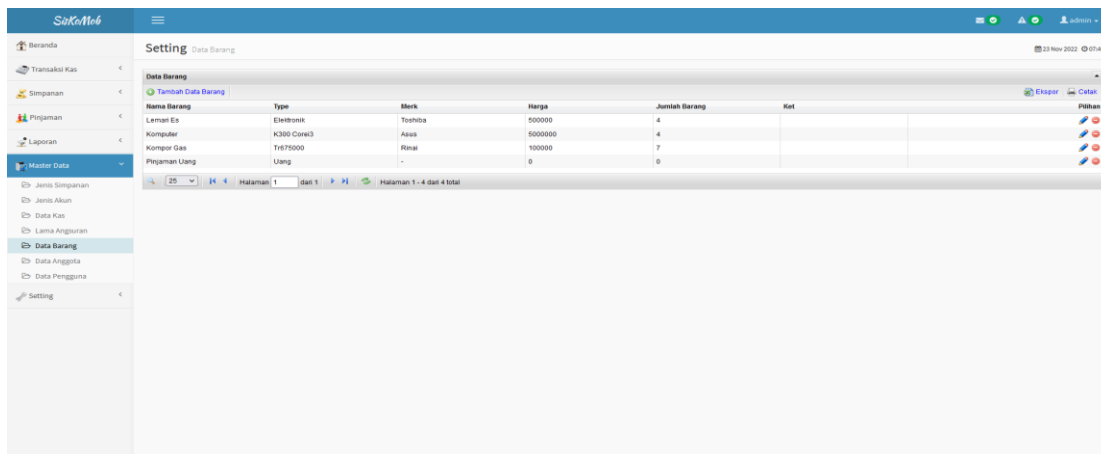 SizKoMob
admin
Beranda
Transaksi Kas
Simpanan
Pinjaman
Laporan
Master Data
Jenis Simpanan
Jenis Akun
Data Kas
Lama Angsuran
Data Barang
Data Anggota
Data Pengguna
Setting
Setting Data Barang
23 Nov 2022 07:4
Data Barang
Tambah Data Barang Ekspor Cetak
Nama Barang Type Merk Harga Jumlah Barang Ket Pilihan
Lemari Es Elektronik Toshiba 500000 4
Komputer K300 Corei3 Asus 5000000 4
Kompor Gas Tr675000 Rinai 100000 7
Pinjaman Uang Uang - 0 0
25 Halaman 1 dari 1 Halaman 1 - 4 dari 4 total